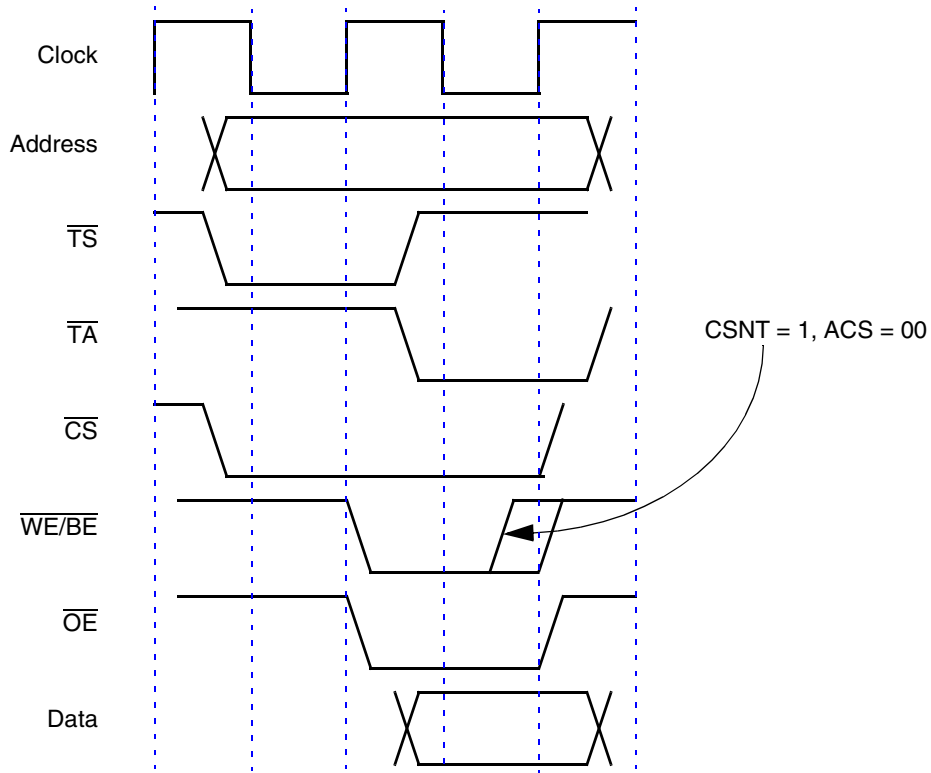 Clock
Address
TS
TA
CSNT = 1, ACS = 00
CS
WE/BE
OE
Data